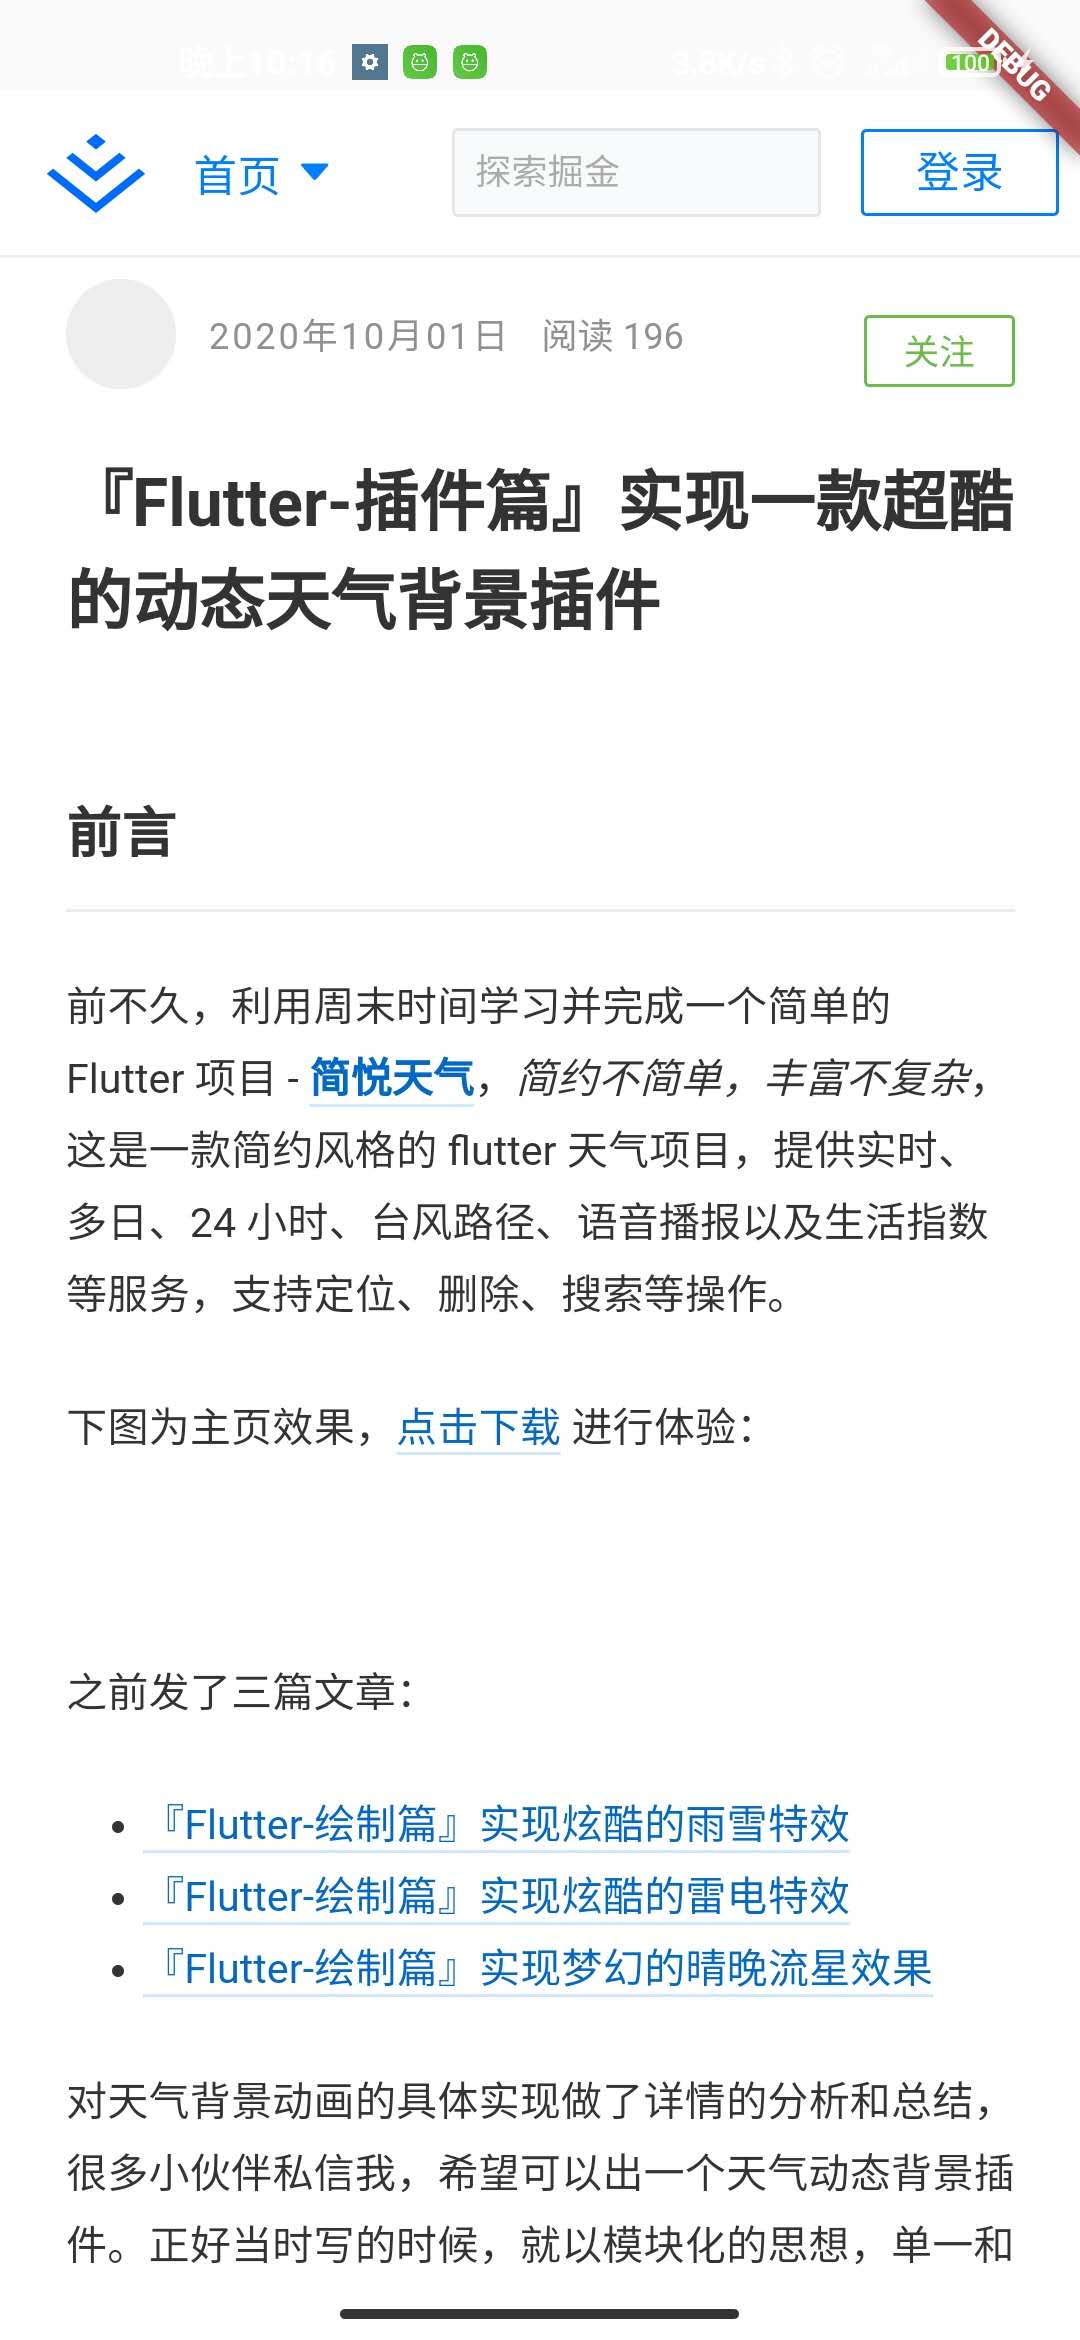 晚上10:16
3.8K/s
100
DEBUG
首页
探索掘金
登录
2020年10月01日 阅读 196
关注
『Flutter-插件篇』实现一款超酷
的动态天气背景插件
前言
前不久，利用周末时间学习并完成一个简单的
Flutter 项目 - 简悦天气，简约不简单，丰富不复杂，
这是一款简约风格的 flutter 天气项目，提供实时、
多日、24 小时、台风路径、语音播报以及生活指数
等服务，支持定位、删除、搜索等操作。
下图为主页效果，点击下载 进行体验：
之前发了三篇文章：
• 『Flutter-绘制篇』实现炫酷的雨雪特效
• 『Flutter-绘制篇』实现炫酷的雷电特效
• 『Flutter-绘制篇』实现梦幻的晴晚流星效果
对天气背景动画的具体实现做了详情的分析和总结，
很多小伙伴私信我，希望可以出一个天气动态背景插
件。正好当时写的时候，就以模块化的思想，单一和